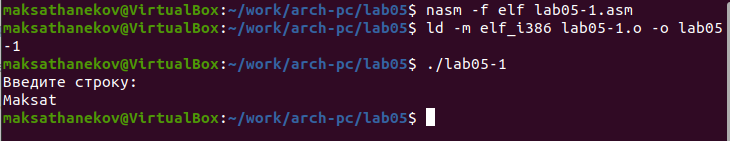 maksathanekov@VirtualBox:~/work/arch-pc/lab05$ nasm -f elf lab05-1.asm
maksathanekov@VirtualBox:~/work/arch-pc/lab05$ ld -m elf_i386 lab05-1.o -o lab05
-1
maksathanekov@VirtualBox:~/work/arch-pc/lab05$ ./lab05-1
Введите строку:
Maksat
maksathanekov@VirtualBox:~/work/arch-pc/lab05$